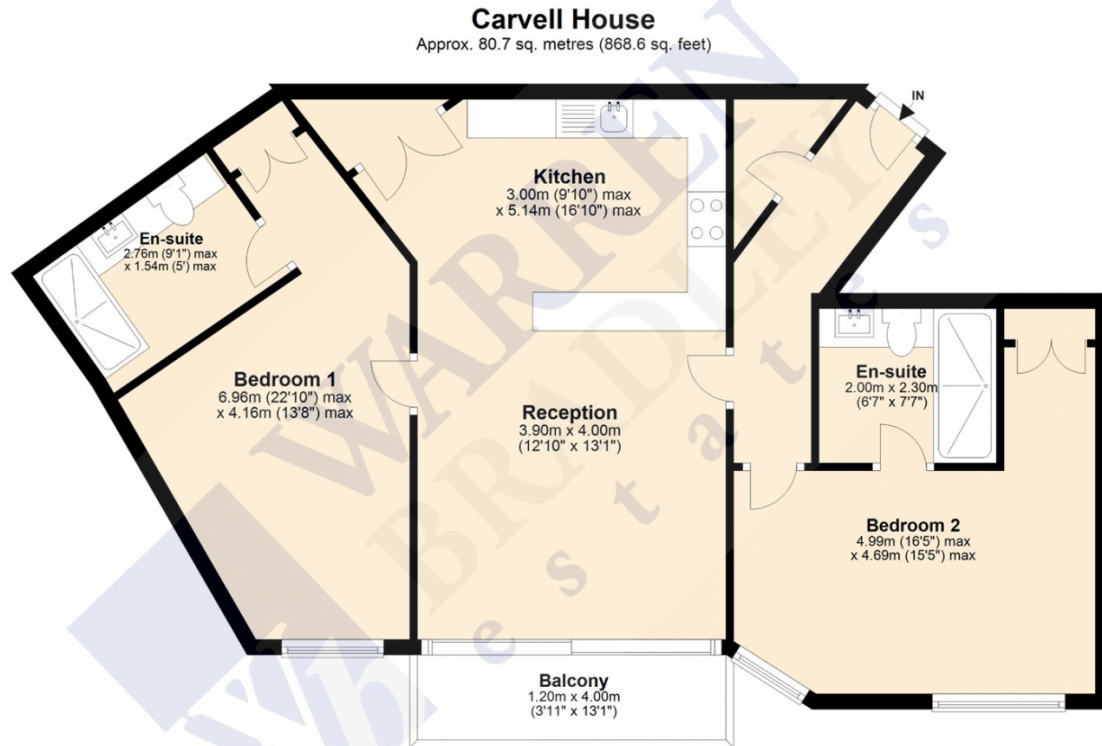 Carvell House
Approx. 80.7 sq. metres (868.6 sq. feet)
IN
Kitchen
3.00m (9'10") max
x 5.14m (16'10") max
En-suite
2.76m (9'1") max
x 1.54m (5') max
Bedroom 1
6.96m (22'10") max
x 4.16m (13'8") max
Reception
3.90m x 4.00m
(12'10" x 13'1")
En-suite
2.00m x 2.30m
(6'7" x 7'7")
Bedroom 2
4.99m (16'5") max
x 4.69m (15'5") max
Balcony
1.20m x 4.00m
(3'11" x 13'1")
WARREN
BRADLEY
estates
wb